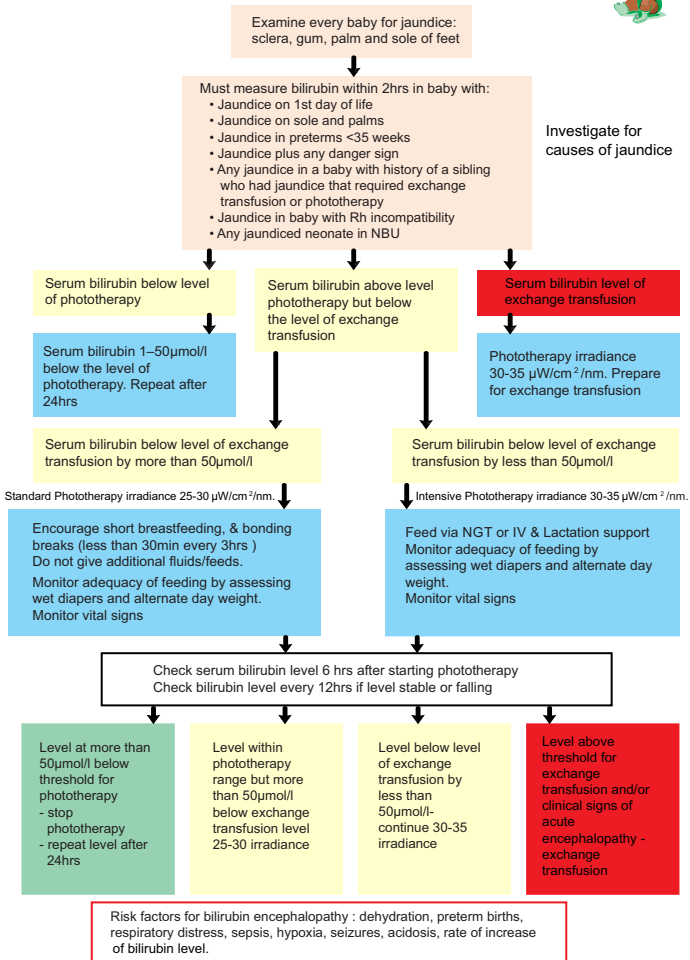 Examine every baby for jaundice:
sclera, gum, palm and sole of feet
Must measure bilirubin within 2hrs in baby with:
• Jaundice on 1st day of life
• Jaundice on sole and palms
• Jaundice in preterms <35 weeks
• Jaundice plus any danger sign
• Any jaundice in a baby with history of a sibling
who had jaundice that required exchange
transfusion or phototherapy
• Jaundice in baby with Rh incompatibility
• Any jaundiced neonate in NBU
Investigate for
causes of jaundice
Serum bilirubin below level
of phototherapy
Serum bilirubin above level
phototherapy but below
the level of exchange
transfusion
Serum bilirubin level of
exchange transfusion
Serum bilirubin 1–50µmol/l
below the level of
phototherapy. Repeat after
24hrs
Phototherapy irradiance
30-35 µW/cm²/nm. Prepare
for exchange transfusion
Serum bilirubin below level of exchange
transfusion by more than 50µmol/l
Serum bilirubin below level of exchange
transfusion by less than 50µmol/l
Standard Phototherapy irradiance 25-30 µW/cm²/nm.
Intensive Phototherapy irradiance 30-35 µW/cm²/nm.
Encourage short breastfeeding, & bonding
breaks (less than 30min every 3hrs )
Do not give additional fluids/feeds.
Monitor adequacy of feeding by assessing
wet diapers and alternate day weight.
Monitor vital signs
Feed via NGT or IV & Lactation support
Monitor adequacy of feeding by
assessing wet diapers and alternate day
weight.
Monitor vital signs
Check serum bilirubin level 6 hrs after starting phototherapy
Check bilirubin level every 12hrs if level stable or falling
Level at more than
50µmol/l below
threshold for
phototherapy
- stop
phototherapy
- repeat level after
24hrs
Level within
phototherapy
range but more
than 50µmol/l
below exchange
transfusion level
25-30 irradiance
Level below level
of exchange
transfusion by
less than
50µmol/l-
continue 30-35
irradiance
Level above
threshold for
exchange
transfusion and/or
clinical signs of
acute
encephalopathy -
exchange
transfusion
Risk factors for bilirubin encephalopathy : dehydration, preterm births,
respiratory distress, sepsis, hypoxia, seizures, acidosis, rate of increase
of bilirubin level.